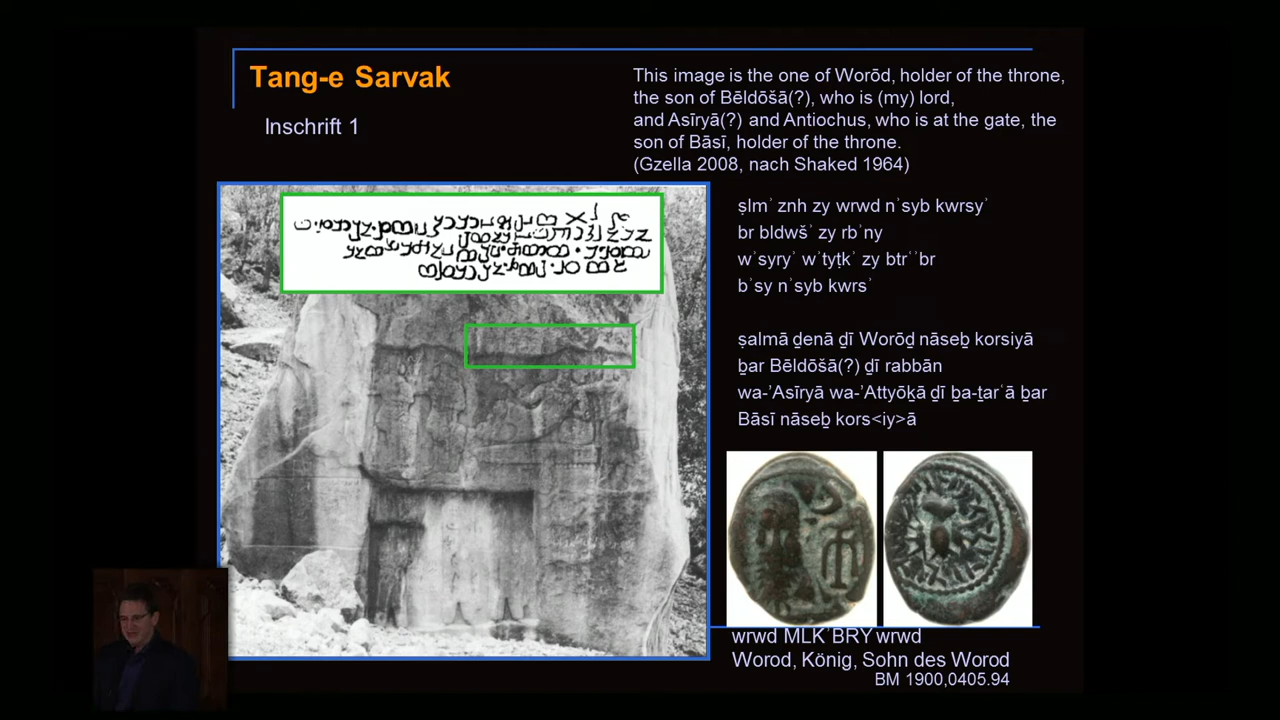 Tang-e Sarvak
Inschrift 1
This image is the one of Worōd, holder of the throne,
the son of Bēldōšā(?), who is (my) lord,
and Asīryā(?) and Antiochus, who is at the gate, the
son of Bāsī, holder of the throne.
(Gzella 2008, nach Shaked 1964)
ṣlmʾ znh zy wrwd nʾsyb kwrsyʾ
br bldwšʾ zy rbʾny
wʾsyryʾ wʾtyṭkʾ zy btrʿʾbr
bʾsy nʾsyb kwrsʾ
ṣalmā ḏenā ḏī Worōḏ nāseḇ korsiyā
ḇar Bēldōšā(?) ḏī rabbān
wa-ʾAsīryā wa-ʾAttyōḵā ḏī ḇa-ṯarʿā ḇar
Bāsī nāseḇ kors<iy>ā
wrwd MLKʾBRY wrwd
Worod, König, Sohn des Worod
BM 1900,0405.94